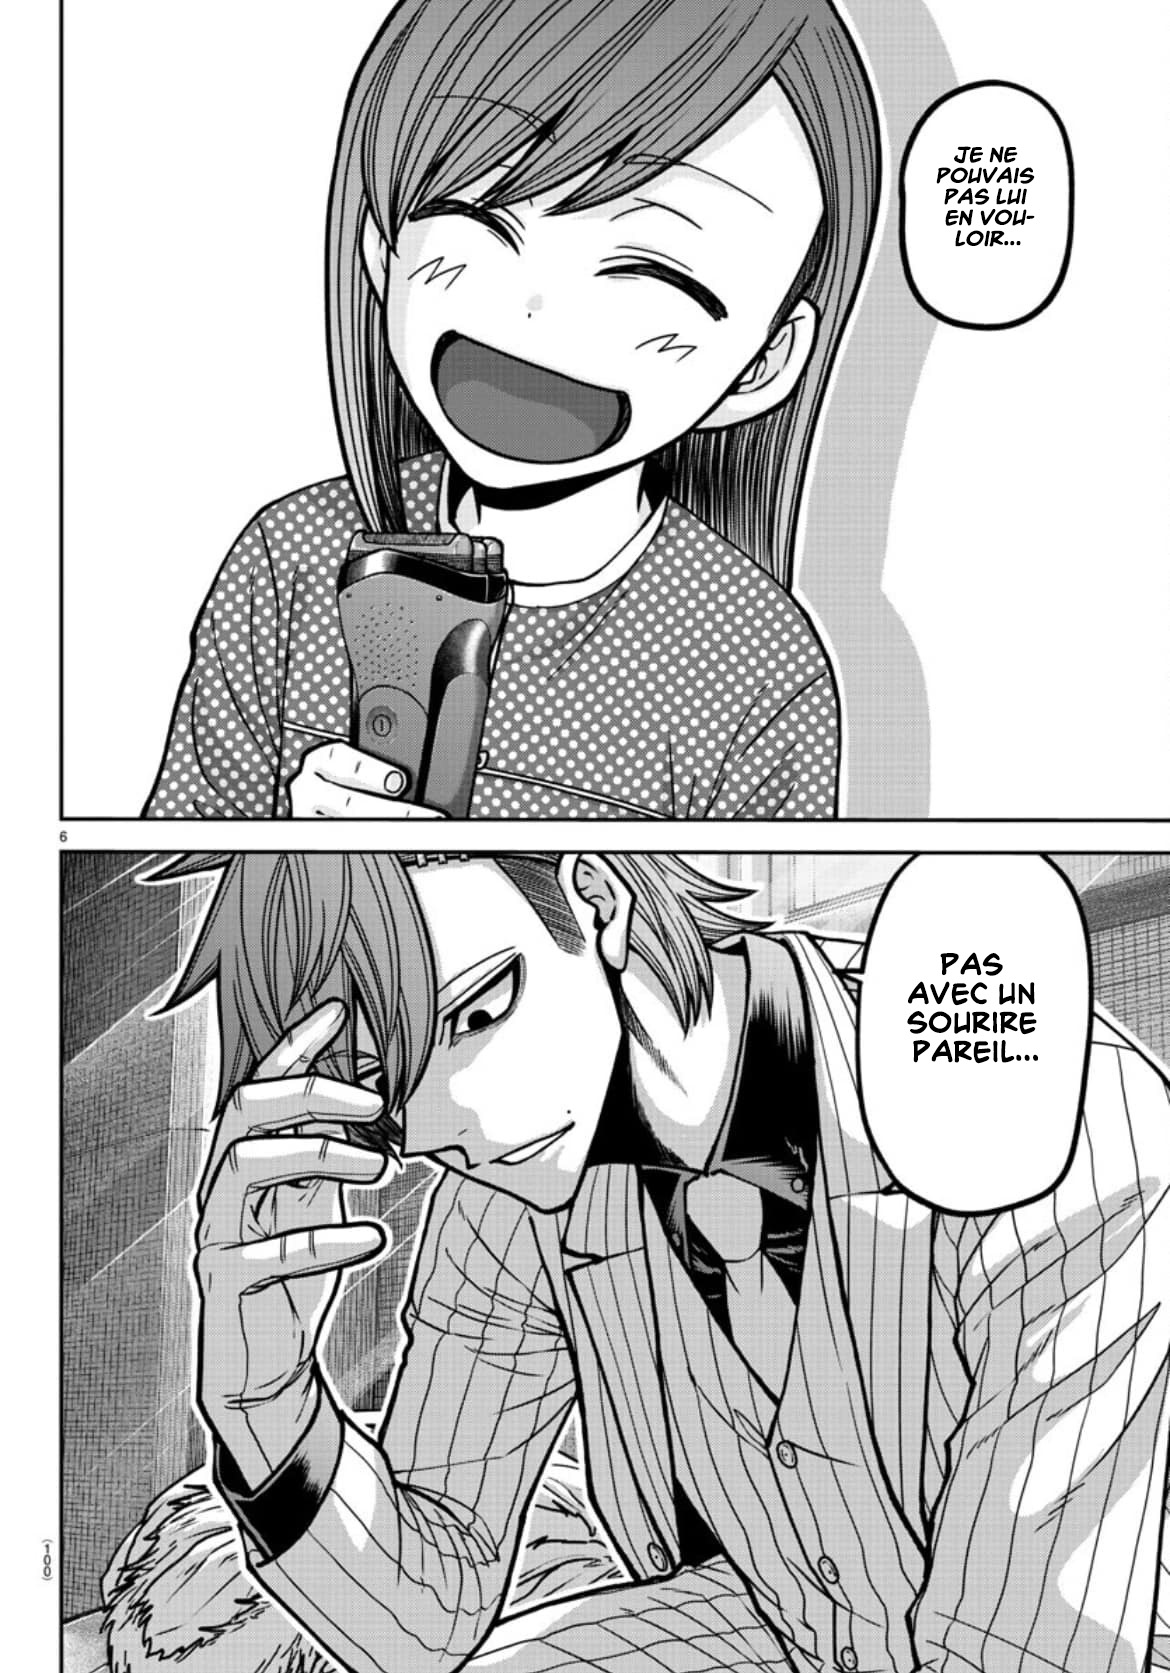 JE NE
POUVAIS
PAS LUI
EN VOU-
LOIR...
6
PAS
AVEC UN
SOURIRE
PAREIL...
(100)